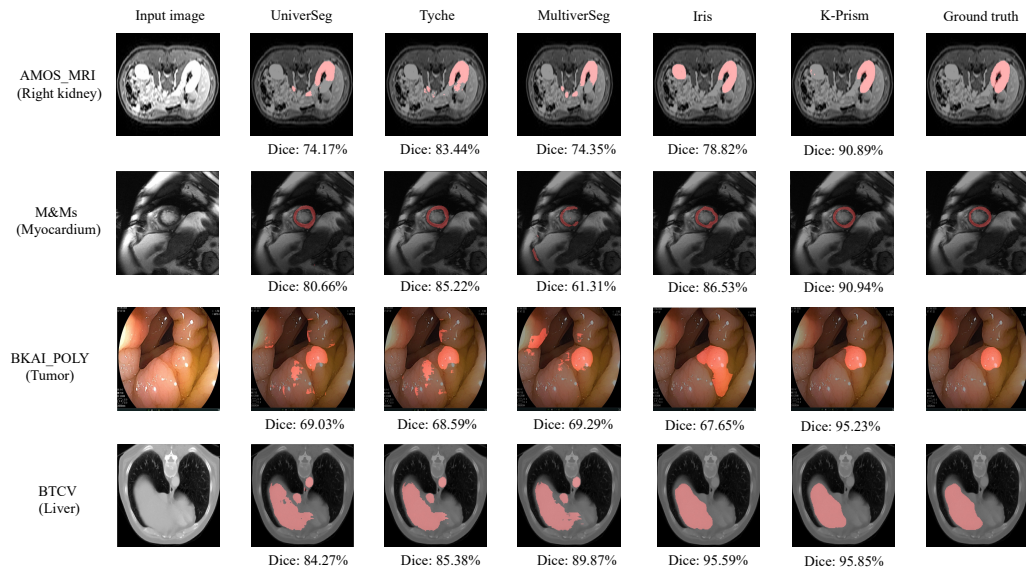 Input image UniverSeg Tyche MultiverSeg Iris K-Prism Ground truth
AMOS_MRI
(Right kidney)
Dice: 74.17% Dice: 83.44% Dice: 74.35% Dice: 78.82% Dice: 90.89%
M&Ms
(Myocardium)
Dice: 80.66% Dice: 85.22% Dice: 61.31% Dice: 86.53% Dice: 90.94%
BKAI_POLY
(Tumor)
Dice: 69.03% Dice: 68.59% Dice: 69.29% Dice: 67.65% Dice: 95.23%
BTCV
(Liver)
Dice: 84.27% Dice: 85.38% Dice: 89.87% Dice: 95.59% Dice: 95.85%